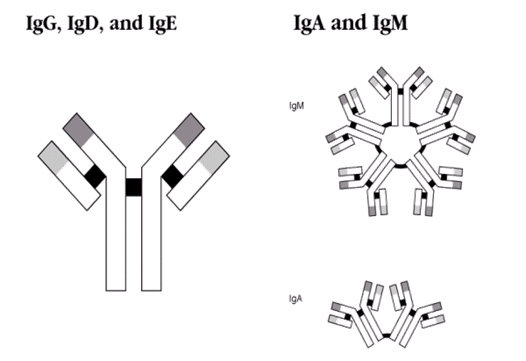 IgG, IgD, and IgE
IgA and IgM
IgM
IgA